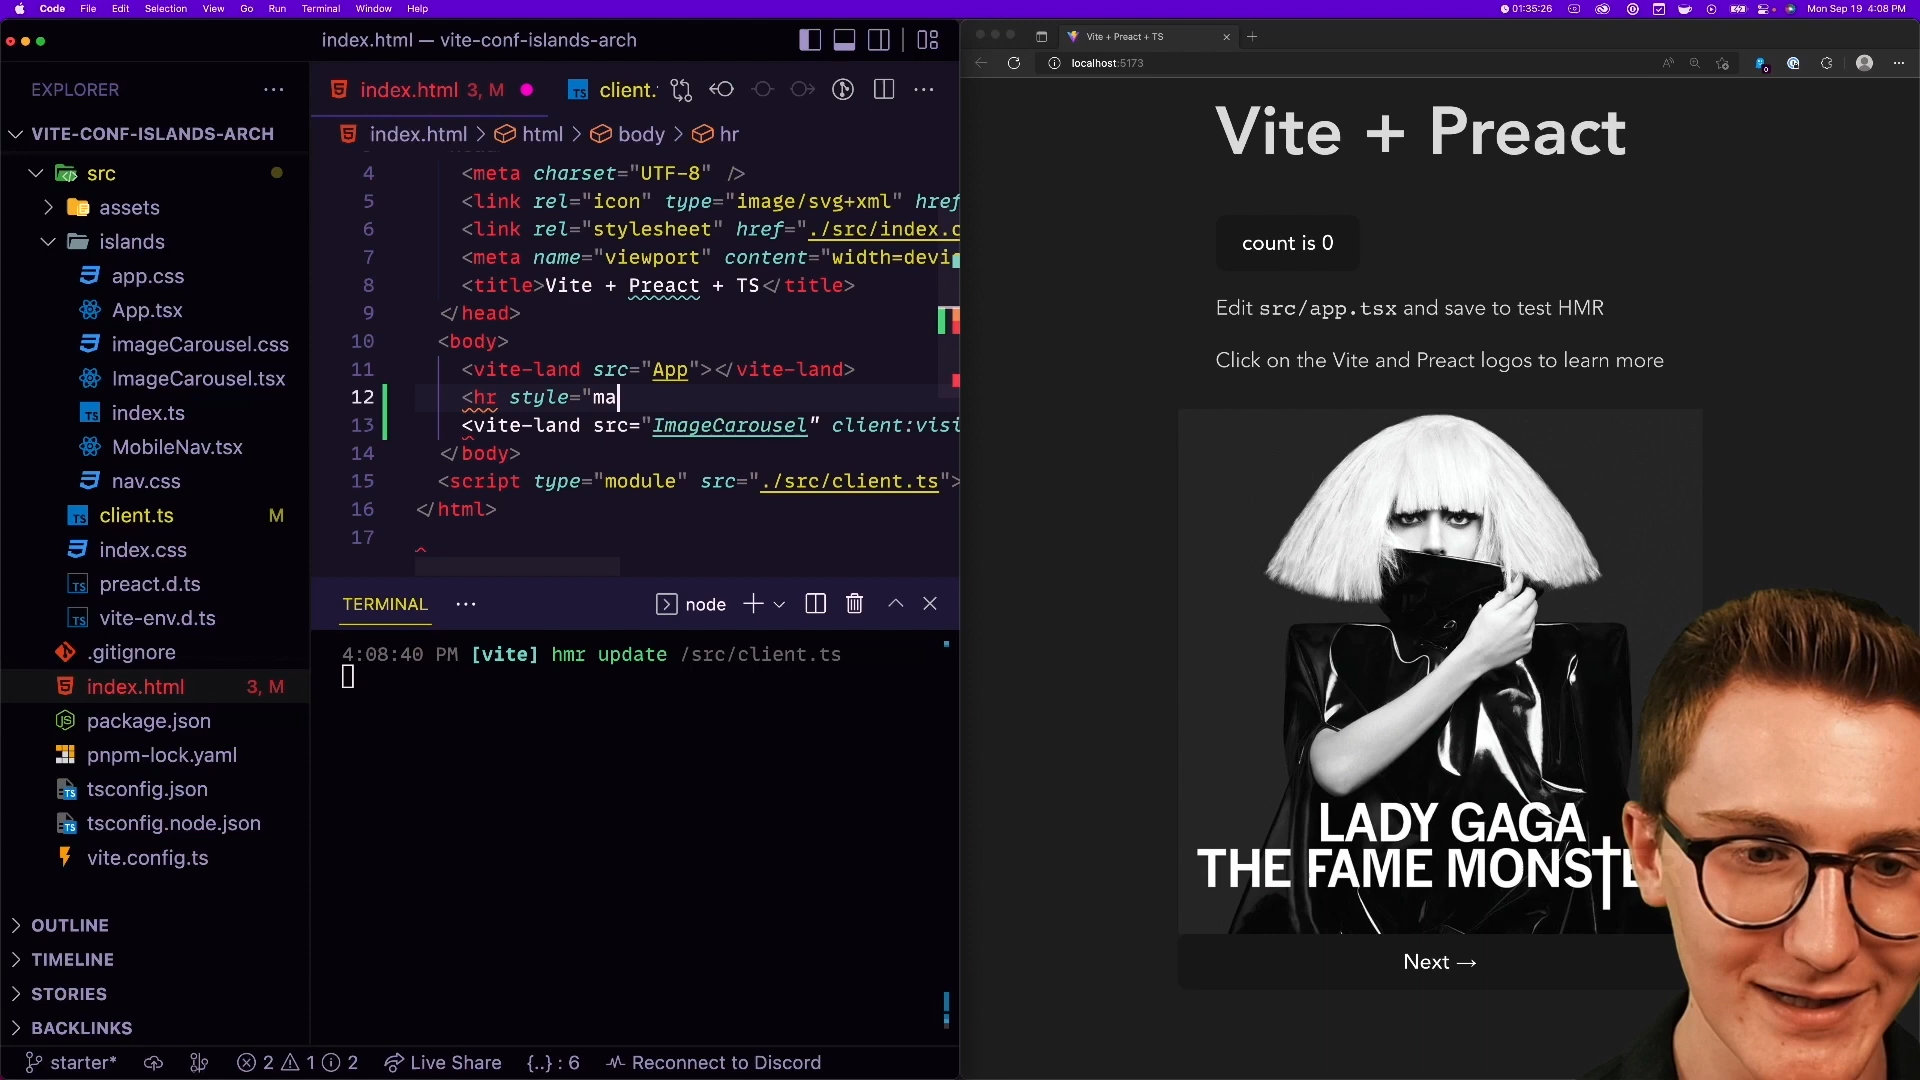 Code File Edit Selection View Go Run Terminal Window Help
01:35:26
Mon Sep 19 4:08 PM
index.html — vite-conf-islands-arch
EXPLORER
VITE-CONF-ISLANDS-ARCH
src
assets
islands
app.css
App.tsx
imageCarousel.css
ImageCarousel.tsx
index.ts
MobileNav.tsx
nav.css
client.ts M
index.css
preact.d.ts
vite-env.d.ts
.gitignore
index.html 3, M
package.json
pnpm-lock.yaml
tsconfig.json
tsconfig.node.json
vite.config.ts
OUTLINE
TIMELINE
STORIES
BACKLINKS
index.html 3, M
client.
index.html > html > body > hr
4 <meta charset="UTF-8" />
5 <link rel="icon" type="image/svg+xml" href
6 <link rel="stylesheet" href="./src/index.c
7 <meta name="viewport" content="width=devi
8 <title>Vite + Preact + TS</title>
9 </head>
10 <body>
11 <vite-land src="App"></vite-land>
12 <hr style="ma
13 <vite-land src="ImageCarousel" client:visi
14 </body>
15 <script type="module" src="./src/client.ts">
16 </html>
17
TERMINAL
node
4:08:40 PM [vite] hmr update /src/client.ts
starter*
2 1 2
Live Share
{..} : 6
Reconnect to Discord
Vite + Preact + TS
localhost:5173
Vite + Preact
count is 0
Edit src/app.tsx and save to test HMR
Click on the Vite and Preact logos to learn more
LADY GAGA
THE FAME MONSTE
Next →